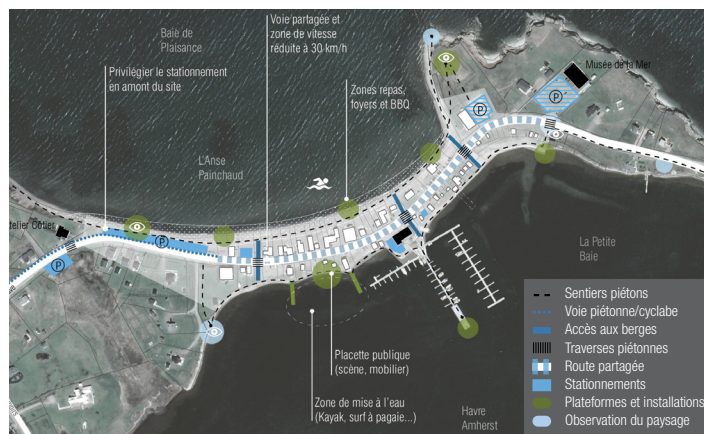 Baie de
Plaisance
Voie partagée et
zone de vitesse
réduite à 30 km/h
Privilégier le stationnement
en amont du site
Zones repas,
foyers et BBQ
Musée de la Mer
P
P
L'Anse
Painchaud
telier Cotier
P
P
La Petite
Baie
Placette publique
(scène, mobilier)
Zone de mise à l'eau
(Kayak, surf à pagaie...)
Havre
Amherst
Sentiers piétons
Voie piétonne/cyclabe
Accès aux berges
Traverses piétonnes
Route partagée
Stationnements
Plateformes et installations
Observation du paysage